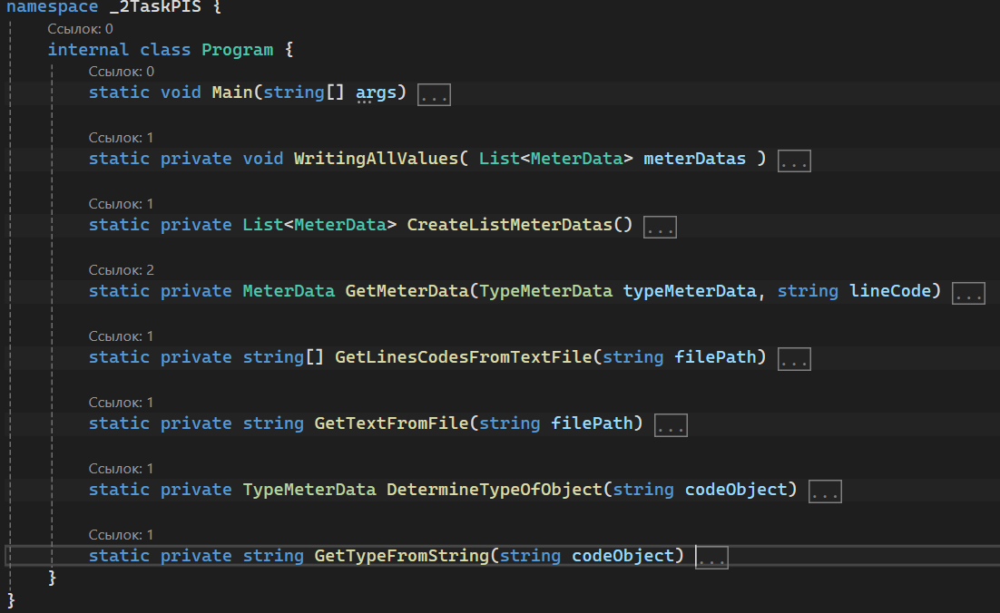 namespace _2TaskPIS {
Ссылок: 0
internal class Program {
Ссылок: 0
static void Main(string[] args) ...
Ссылок: 1
static private void WritingAllValues( List<MeterData> meterDatas ) ...
Ссылок: 1
static private List<MeterData> CreateListMeterDatas() ...
Ссылок: 2
static private MeterData GetMeterData(TypeMeterData typeMeterData, string lineCode) ...
Ссылок: 1
static private string[] GetLinesCodesFromTextFile(string filePath) ...
Ссылок: 1
static private string GetTextFromFile(string filePath) ...
Ссылок: 1
static private TypeMeterData DetermineTypeOfObject(string codeObject) ...
Ссылок: 1
static private string GetTypeFromString(string codeObject) ...
}
}